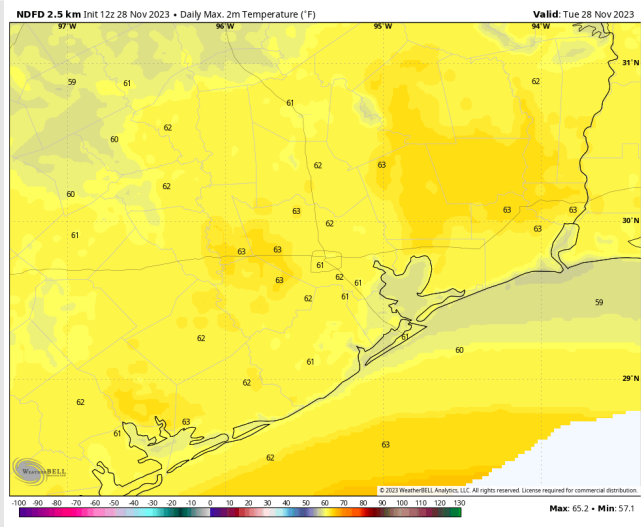 NDFD 2.5 km Init 12z 28 Nov 2023 • Daily Max. 2m Temperature (°F)
Valid: Tue 28 Nov 2023
97°W 96°W 95°W 94°W
31°N
59 61 62
61
60 62
62 63
62
60
63 63 63
62 63
61 30°N
63 63
61
62
63 61
62 61
59
62 61
60
61
62 29°N
62
63
61
63
62
WEATHERBELL
© 2023 WeatherBELL Analytics, LLC. All rights reserved. License required for commercial distribution.
-100 -90 -80 -70 -60 -50 -40 -30 -20 -10 0 10 20 30 40 50 60 70 80 90 100 110 120 130
Max: 65.2 • Min: 57.1